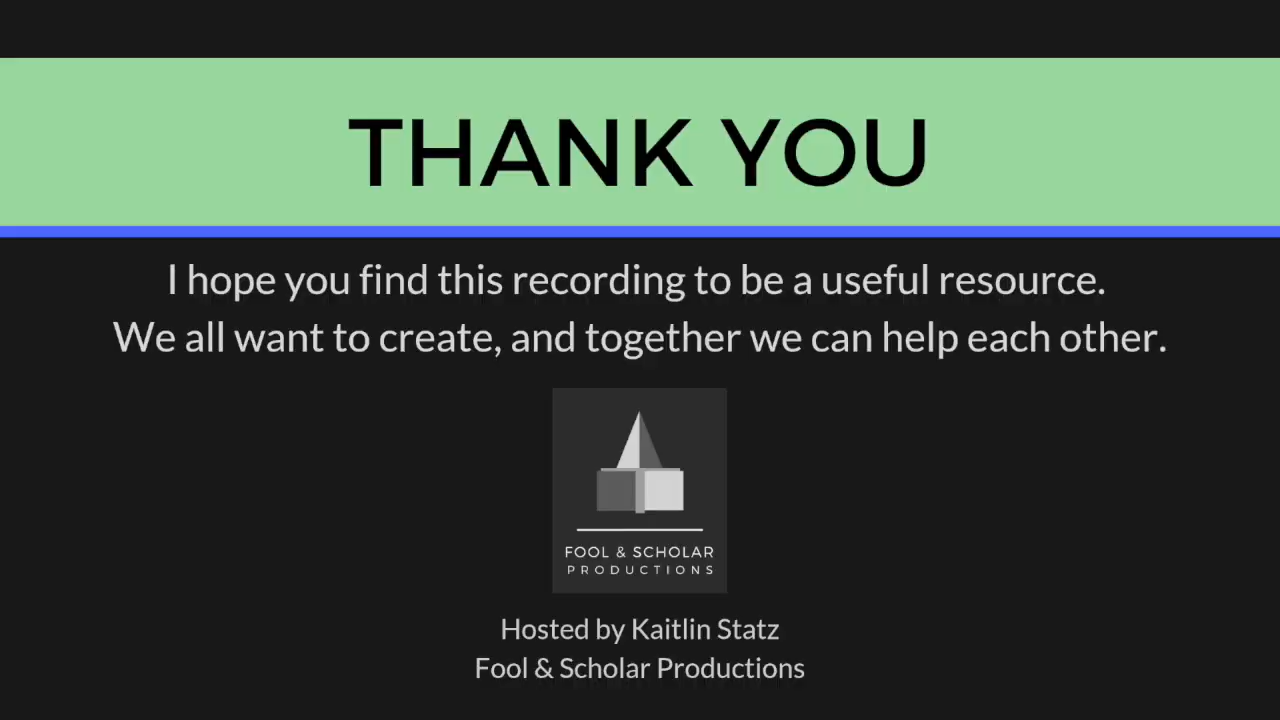 THANK YOU
I hope you find this recording to be a useful resource.
We all want to create, and together we can help each other.
FOOL & SCHOLAR
PRODUCTIONS
Hosted by Kaitlin Statz
Fool & Scholar Productions